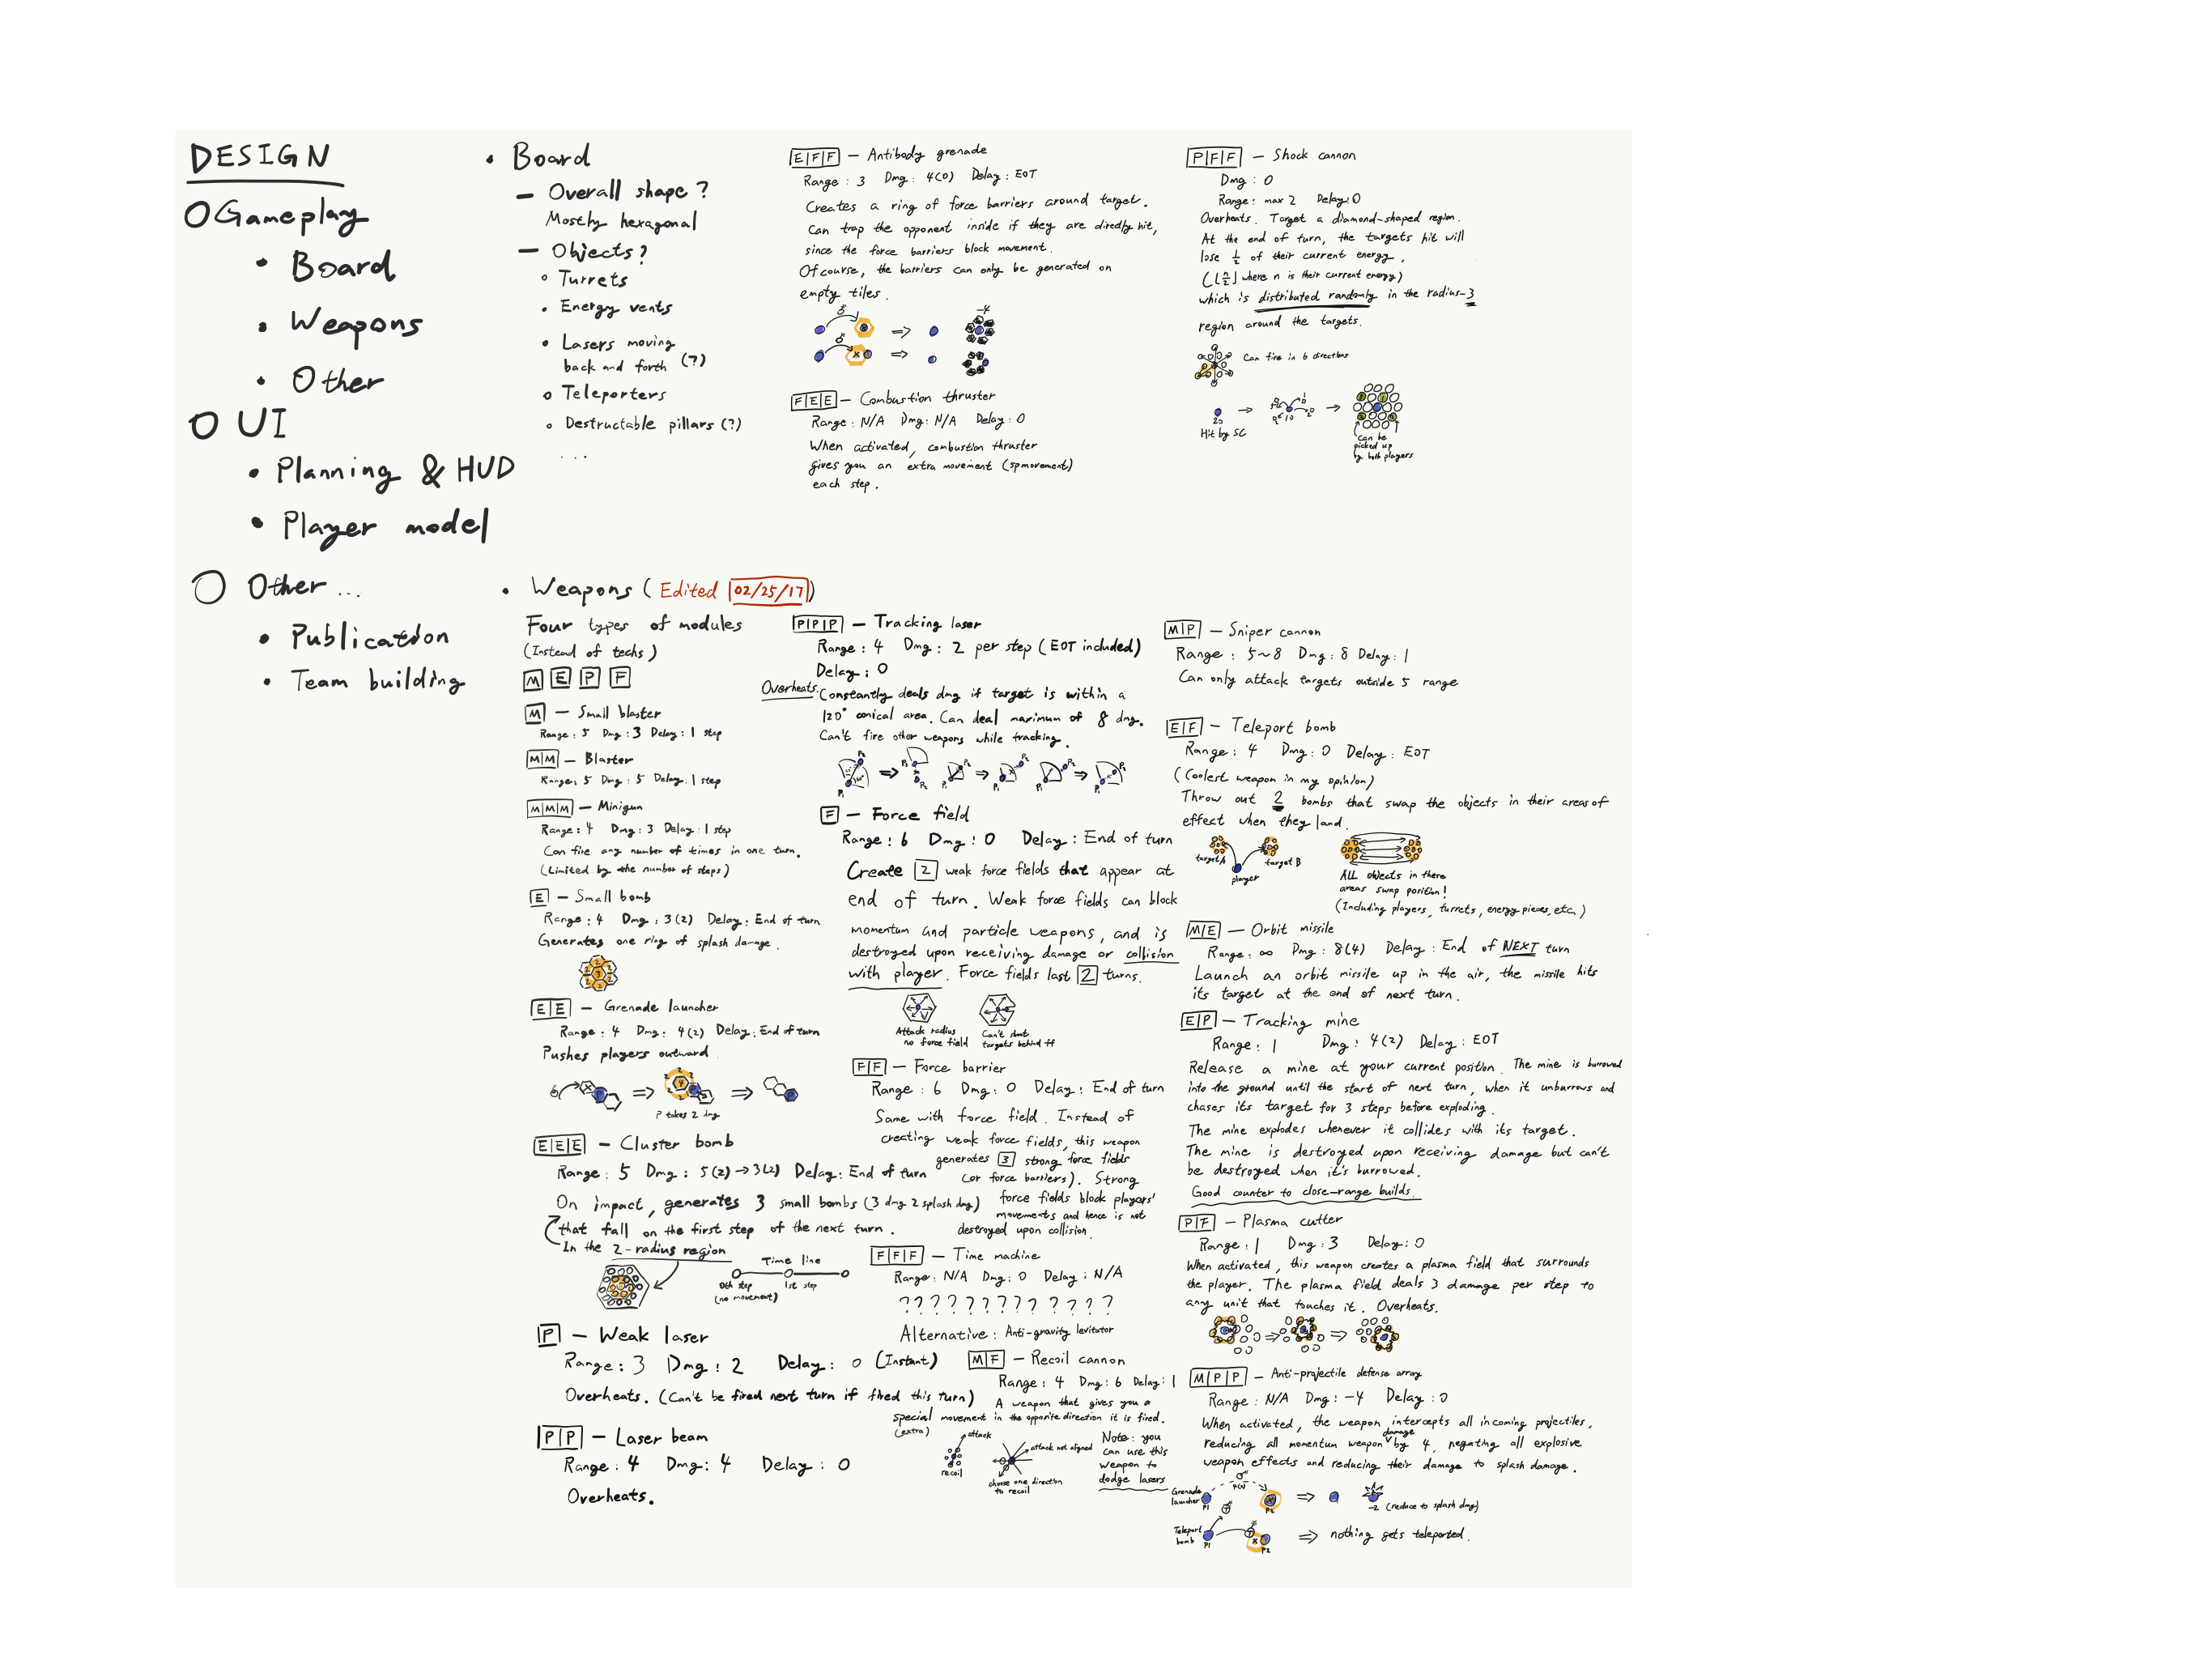 DESIGN
O Gameplay
• Board
• Weapons
• Other
O UI
• Planning & HUD
• Player model
O Other ...
• Publication
• Team building
• Board
– Overall shape ?
Mostly hexagonal
– Objects ?
• Turrets
• Energy vents
• Lasers moving
back and forth (?)
• Teleporters
• Destructable pillars (?)
...
E|F|F – Antibody grenade
Range : 3 Dmg : 4(0) Delay : EOT
Creates a ring of force barriers around target.
Can trap the opponent inside if they are directly hit,
since the force barriers block movement.
Of course, the barriers can only be generated on
empty tiles.
-4
F|E|E – Combustion thruster
Range : N/A Dmg : N/A Delay : 0
When activated, combustion thruster
gives you an extra movement (sp movement)
each step.
P|F|F – Shock cannon
Dmg : 0
Range : max 2 Delay : 0
Overheats. Target a diamond-shaped region.
At the end of turn, the targets hit will
lose 1/2 of their current energy.
(⌊n/2⌋ where n is their current energy)
which is distributed randomly in the radius-3
region around the targets.
Can fire in 6 directions
20
Hit by SC
10
Can be
picked up
by both players
• Weapons ( Edited 02/25/17 )
Four types of modules
(Instead of techs)
M E P F
M – Small blaster
Range : 5 Dmg : 3 Delay : 1 step
M|M – Blaster
Range : 5 Dmg : 5 Delay : 1 step
M|M|M – Minigun
Range : 4 Dmg : 3 Delay : 1 step
Can fire any number of times in one turn.
(Limited by the number of steps)
E – Small bomb
Range : 4 Dmg : 3(2) Delay : End of turn
Generates one ring of splash damage.
E|E – Grenade launcher
Range : 4 Dmg : 4(2) Delay : End of turn
Pushes players outward
P takes 2 dmg
E|E|E – Cluster bomb
Range : 5 Dmg : 5(2)→3(2) Delay : End of turn
On impact, generates 3 small bombs (3 dmg 2 splash dmg)
that fall on the first step of the next turn.
In the 2-radius region
Time line
0th step
(no movement)
1st step
P – Weak laser
Range : 3 Dmg : 2 Delay : 0 (Instant)
Overheats. (Can't be fired next turn if fired this turn)
P|P – Laser beam
Range : 4 Dmg : 4 Delay : 0
Overheats.
P|P|P – Tracking laser
Range : 4 Dmg : 2 per step (EOT included)
Delay : 0
Overheats. Constantly deals dmg if target is within a
120° conical area. Can deal maximum of 8 dmg.
Can't fire other weapons while tracking.
F – Force field
Range : 6 Dmg : 0 Delay : End of turn
Create 2 weak force fields that appear at
end of turn. Weak force fields can block
momentum and particle weapons, and is
destroyed upon receiving damage or collision
with player. Force fields last 2 turns.
Attack radius
no force field
Can't shoot
targets behind ff
F|F – Force barrier
Range : 6 Dmg : 0 Delay : End of turn
Same with force field. Instead of
creating weak force fields, this weapon
generates 3 strong force fields
(or force barriers). Strong
force fields block players'
movements and hence is not
destroyed upon collision.
F|F|F – Time machine
Range : N/A Dmg : 0 Delay : N/A
? ? ? ? ? ? ? ? ? ? ? ? ?
Alternative : Anti-gravity levitator
M|F – Recoil cannon
Range : 4 Dmg : 6 Delay : 1
A weapon that gives you a
special movement in the opposite direction it is fired.
(extra)
attack
recoil
attack not aligned
choose one direction
to recoil
Note : you
can use this
weapon to
dodge lasers
M|P – Sniper cannon
Range : 5~8 Dmg : 8 Delay : 1
Can only attack targets outside 5 range
E|F – Teleport bomb
Range : 4 Dmg : 0 Delay : EOT
(Coolest weapon in my opinion)
Throw out 2 bombs that swap the objects in their areas of
effect when they land.
target A
target B
player
ALL objects in there
areas swap position!
(Including players, turrets, energy pieces, etc.)
M|E – Orbit missile
Range : ∞ Dmg : 8(4) Delay : End of NEXT turn
Launch an orbit missile up in the air, the missile hits
its target at the end of next turn.
E|P – Tracking mine
Range : 1 Dmg : 4(2) Delay : EOT
Release a mine at your current position. The mine is burrowed
into the ground until the start of next turn, when it unburrows and
chases its target for 3 steps before exploding.
The mine explodes whenever it collides with its target.
The mine is destroyed upon receiving damage but can't
be destroyed when it's burrowed.
Good counter to close-range builds.
P|F – Plasma cutter
Range : 1 Dmg : 3 Delay : 0
When activated, this weapon creates a plasma field that surrounds
the player. The plasma field deals 3 damage per step to
any unit that touches it. Overheats.
M|P|P – Anti-projectile defense array
Range : N/A Dmg : -4 Delay : 0
When activated, the weapon intercepts all incoming projectiles,
reducing all momentum weapon damage by 4, negating all explosive
weapon effects and reducing their damage to splash damage.
Grenade
launcher
P1
P2
-2 (reduce to splash dmg)
Teleport
bomb
P1
P2
nothing gets teleported.